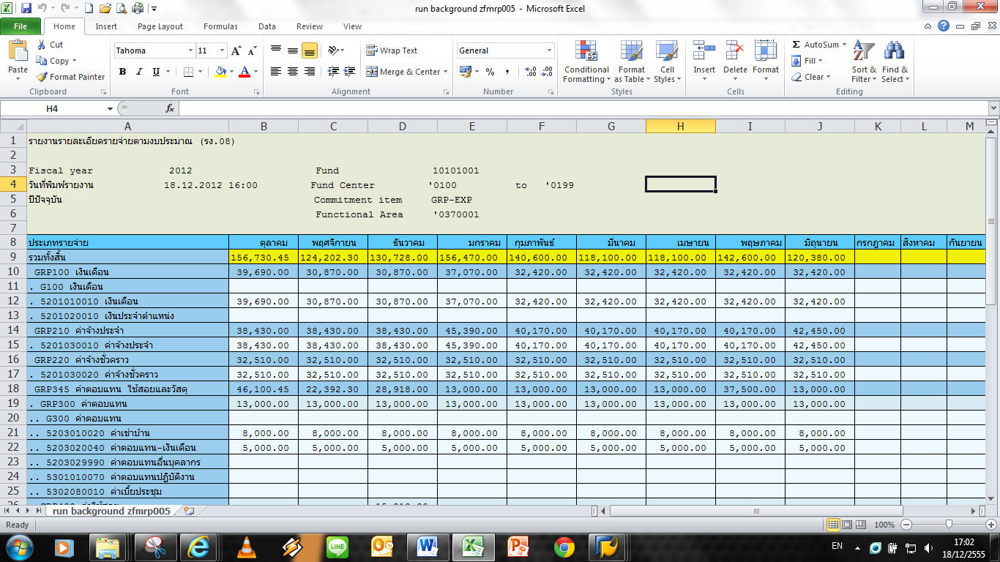 run background zfmrp005 - Microsoft Excel
File Home Insert Page Layout Formulas Data Review View
Paste Cut Copy Format Painter Clipboard
Tahoma 11 B I U A Font
Wrap Text Merge & Center Alignment
General % , Number
Conditional Formatting Format as Table Cell Styles Styles
Insert Delete Format Cells
Σ AutoSum Fill Clear Sort & Filter Find & Select Editing
H4 fx
A B C D E F G H I J K L M
1 รายงานรายละเอียดรายจ่ายตามงบประมาณ (รง.08)
2
3 Fiscal year 2012 Fund 10101001
4 วันที่พิมพ์รายงาน 18.12.2012 16:00 Fund Center '0100 to '0199
5 ปีปัจจุบัน Commitment item GRP-EXP
6 Functional Area '0370001
7
8 ประเภทรายจ่าย ตุลาคม พฤศจิกายน ธันวาคม มกราคม กุมภาพันธ์ มีนาคม เมษายน พฤษภาคม มิถุนายน กรกฎาคม สิงหาคม กันยายน
9 รวมทั้งสิ้น 156,730.45 124,202.30 130,728.00 156,470.00 140,600.00 118,100.00 118,100.00 142,600.00 120,380.00
10 GRP100 เงินเดือน 39,690.00 30,870.00 30,870.00 37,070.00 32,420.00 32,420.00 32,420.00 32,420.00 32,420.00
11 . G100 เงินเดือน
12 . 5201010010 เงินเดือน 39,690.00 30,870.00 30,870.00 37,070.00 32,420.00 32,420.00 32,420.00 32,420.00 32,420.00
13 . 5201020010 เงินประจำตำแหน่ง
14 GRP210 ค่าจ้างประจำ 38,430.00 38,430.00 38,430.00 45,390.00 40,170.00 40,170.00 40,170.00 40,170.00 42,450.00
15 . 5201030010 ค่าจ้างประจำ 38,430.00 38,430.00 38,430.00 45,390.00 40,170.00 40,170.00 40,170.00 40,170.00 42,450.00
16 GRP220 ค่าจ้างชั่วคราว 32,510.00 32,510.00 32,510.00 32,510.00 32,510.00 32,510.00 32,510.00 32,510.00 32,510.00
17 . 5201030020 ค่าจ้างชั่วคราว 32,510.00 32,510.00 32,510.00 32,510.00 32,510.00 32,510.00 32,510.00 32,510.00 32,510.00
18 GRP345 ค่าตอบแทน ใช้สอยและวัสดุ 46,100.45 22,392.30 28,918.00 13,000.00 13,000.00 13,000.00 13,000.00 37,500.00 13,000.00
19 . GRP300 ค่าตอบแทน 13,000.00 13,000.00 13,000.00 13,000.00 13,000.00 13,000.00 13,000.00 13,000.00 13,000.00
20 .. G300 ค่าตอบแทน
21 .. 5203010020 ค่าเช่าบ้าน 8,000.00 8,000.00 8,000.00 8,000.00 8,000.00 8,000.00 8,000.00 8,000.00 8,000.00
22 .. 5203020040 ค่าตอบแทน-เงินเดือน 5,000.00 5,000.00 5,000.00 5,000.00 5,000.00 5,000.00 5,000.00 5,000.00 5,000.00
23 .. 5203029990 ค่าตอบแทนอื่นบุคลากร
24 .. 5301010070 ค่าตอบแทนปฏิบัติงาน
25 .. 5302080010 ค่าเบี้ยประชุม
run background zfmrp005
Ready 100%
LINE EN 17:02
18/12/2555